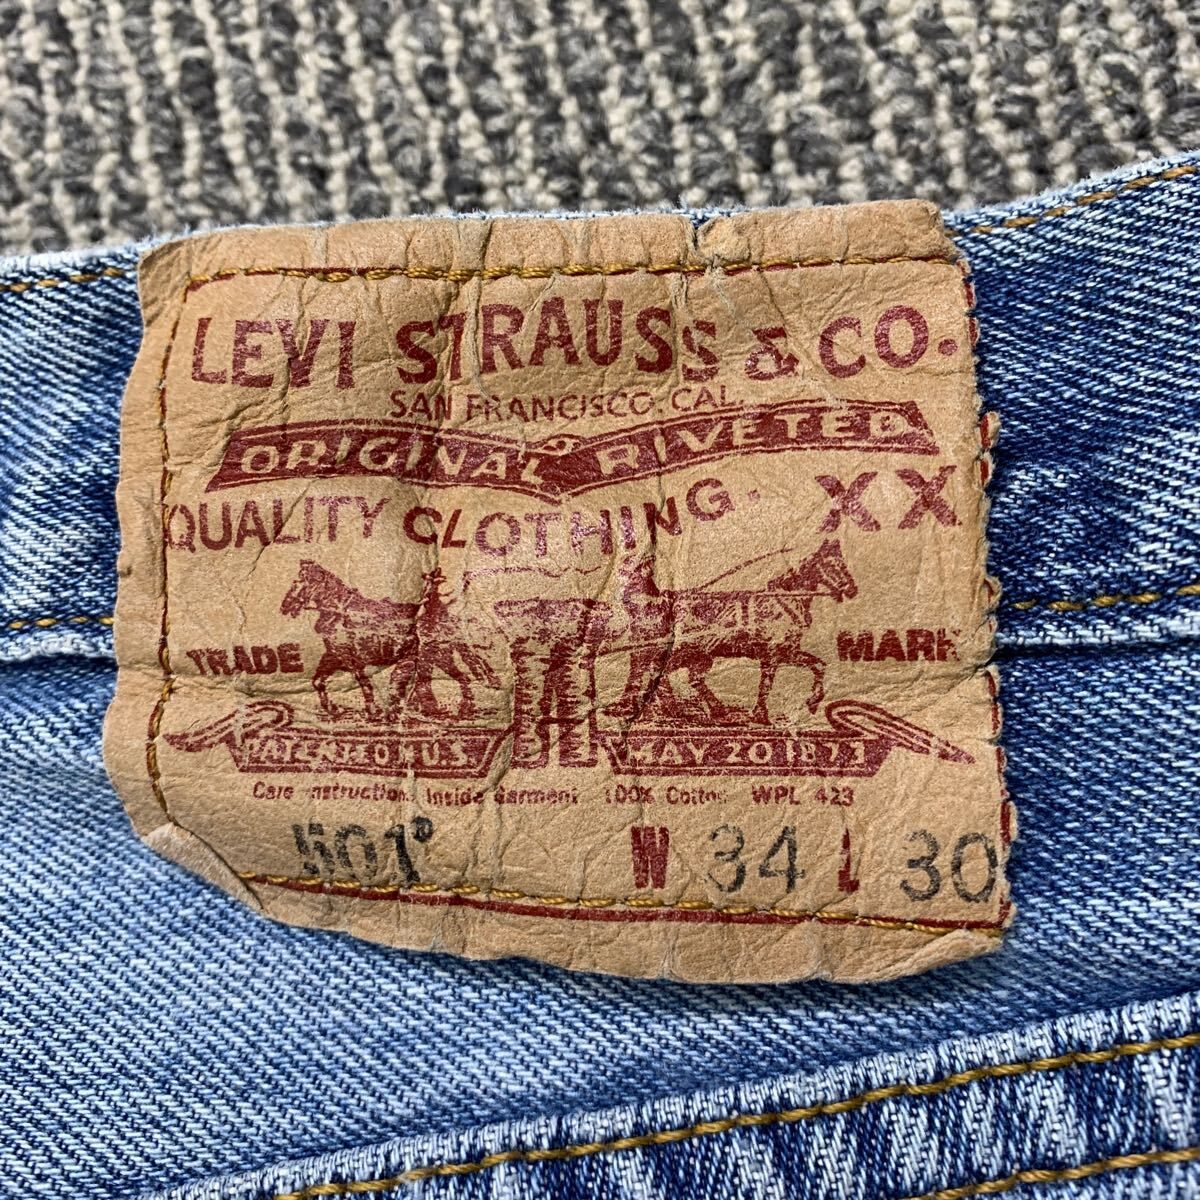 LEVI STRAUSS & CO.
SAN FRANCISCO, CAL.
ORIGINAL RIVETED
QUALITY CLOTHING. XX
TRADE MARK
PATENTED U.S. MAY 20 1873
Care instructions Inside Garment 100% Cotton WPL 423
501® W 34 L 30